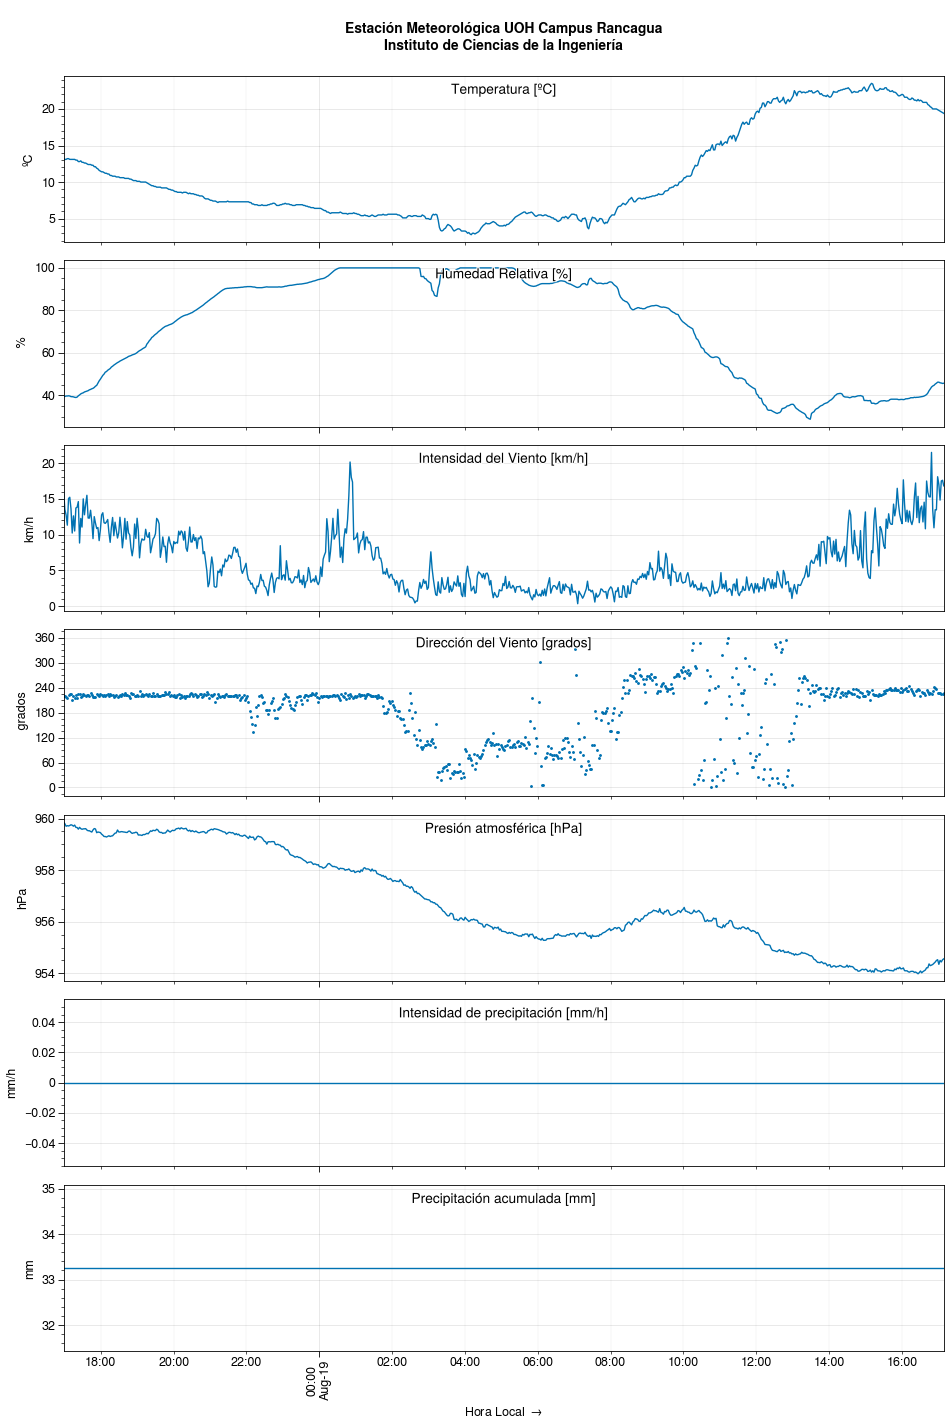 Estación Meteorológica UOH Campus Rancagua
Instituto de Ciencias de la Ingeniería
Temperatura [ºC]
ºC
20
15
10
5
Humedad Relativa [%]
%
100
80
60
40
Intensidad del Viento [km/h]
km/h
20
15
10
5
0
Dirección del Viento [grados]
grados
360
300
240
180
120
60
0
Presión atmosférica [hPa]
hPa
960
958
956
954
Intensidad de precipitación [mm/h]
mm/h
0.04
0.02
0
−0.02
−0.04
Precipitación acumulada [mm]
mm
35
34
33
32
18:00 20:00 22:00 00:00 02:00 04:00 06:00 08:00 10:00 12:00 14:00 16:00
Aug-19
Hora Local →